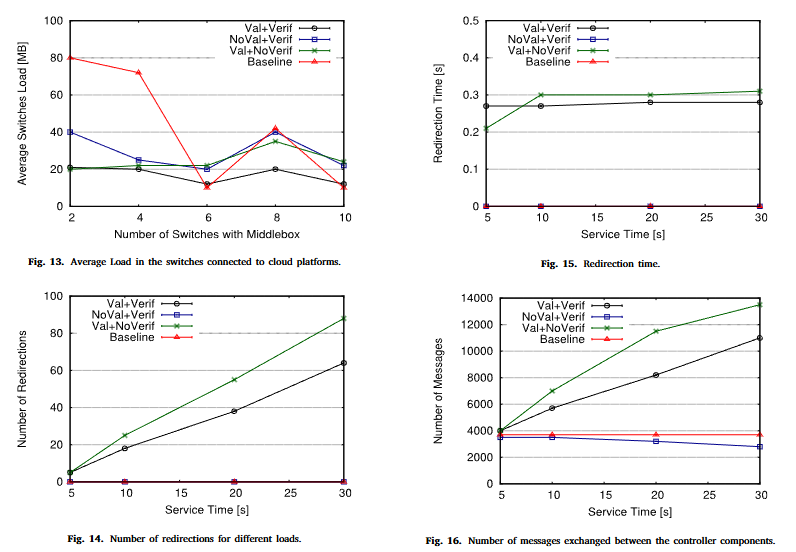 Average Switches Load [MB]
100
80
60
40
20
0
Val+Verif
NoVal+Verif
Val+NoVerif
Baseline
2 4 6 8 10
Number of Switches with Middlebox
Fig. 13. Average Load in the switches connected to cloud platforms.
Redirection Time [s]
0.5
0.4
0.3
0.2
0.1
0
Val+Verif
NoVal+Verif
Val+NoVerif
Baseline
5 10 15 20 25 30
Service Time [s]
Fig. 15. Redirection time.
Number of Redirections
100
80
60
40
20
0
Val+Verif
NoVal+Verif
Val+NoVerif
Baseline
5 10 15 20 25 30
Service Time [s]
Fig. 14. Number of redirections for different loads.
Number of Messages
14000
12000
10000
8000
6000
4000
2000
0
Val+Verif
NoVal+Verif
Val+NoVerif
Baseline
5 10 15 20 25 30
Service Time [s]
Fig. 16. Number of messages exchanged between the controller components.